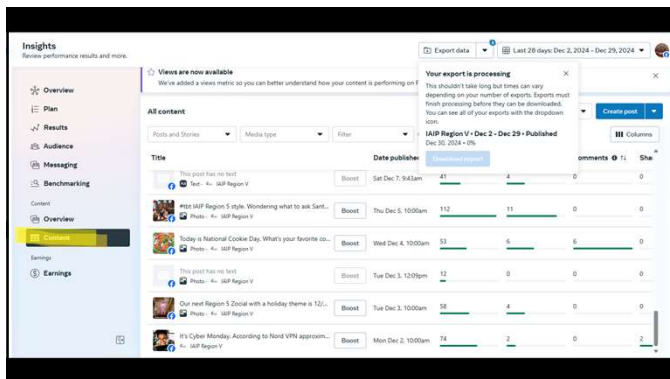 Insights
Review performance results and more.
Export data
Last 28 days: Dec 2, 2024 - Dec 29, 2024
Views are now available
We've added a views metric so you can better understand how your content is performing on F
Your export is processing
This shouldn't take long but times can vary
depending on your number of exports. Exports must
finish processing before they can be downloaded.
You can see all of your exports with the dropdown
icon.
IAIP Region V • Dec 2 - Dec 29 • Published
Dec 30, 2024 • 0%
Download export
Overview
Plan
Results
Audience
Messaging
Benchmarking
Content
Overview
Content
Earnings
Earnings
All content
Create post
Posts and Stories
Media type
Filter
Columns
Title
Date publishe
omments
Sha
This post has no text
Text
IAIP Region V
Boost
Sat Dec 7, 9:43am
41
4
0
0
#tbt IAIP Region 5 style. Wondering what to ask Sant...
Photo
IAIP Region V
Boost
Thu Dec 5, 10:00am
112
11
0
0
Today is National Cookie Day. What's your favorite co...
Photo
IAIP Region V
Boost
Wed Dec 4, 10:00am
53
6
6
0
This post has no text
Photo
IAIP Region V
Boost
Tue Dec 3, 12:09pm
12
0
0
0
Our next Region 5 Zocial with a holiday theme is 12/...
Photo
IAIP Region V
Boost
Tue Dec 3, 10:00am
58
4
0
0
It's Cyber Monday. According to Nord VPN approxim...
IAIP Region V
Boost
Mon Dec 2, 10:00am
74
2
0
2